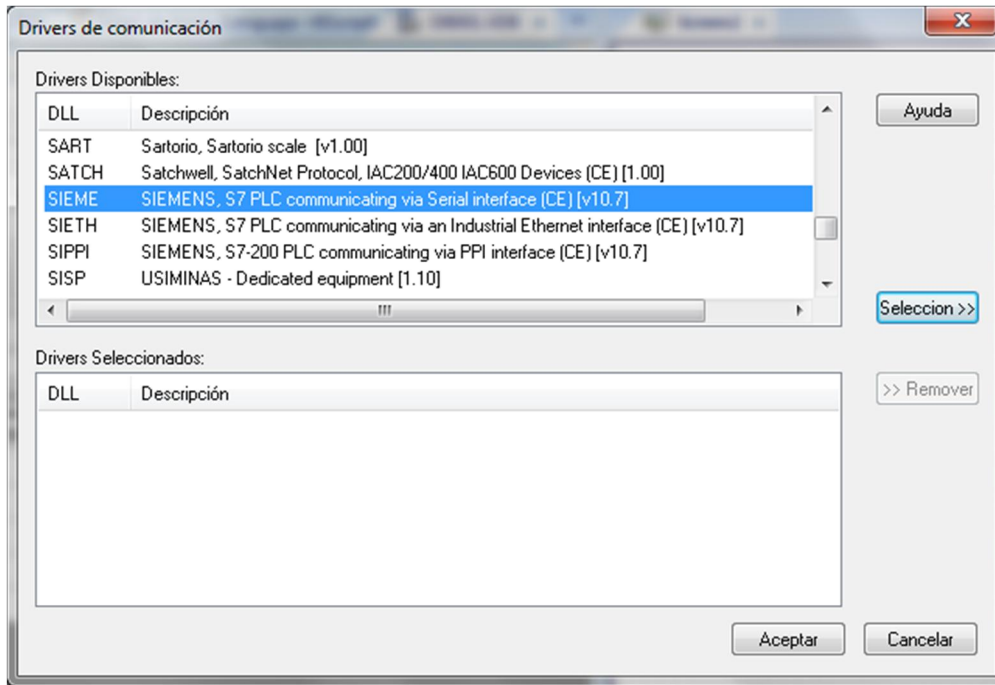 Drivers de comunicación
Drivers Disponibles:
DLL Descripción
SART Sartorio, Sartorio scale [v1.00]
SATCH Satchwell, SatchNet Protocol, IAC200/400 IAC600 Devices (CE) [1.00]
SIEME SIEMENS, S7 PLC communicating via Serial interface (CE) [v10.7]
SIETH SIEMENS, S7 PLC communicating via an Industrial Ethernet interface (CE) [v10.7]
SIPPI SIEMENS, S7-200 PLC communicating via PPI interface (CE) [v10.7]
SISP USIMINAS - Dedicated equipment [1.10]
Ayuda
Seleccion >>
Drivers Seleccionados:
DLL Descripción
>> Remover
Aceptar Cancelar